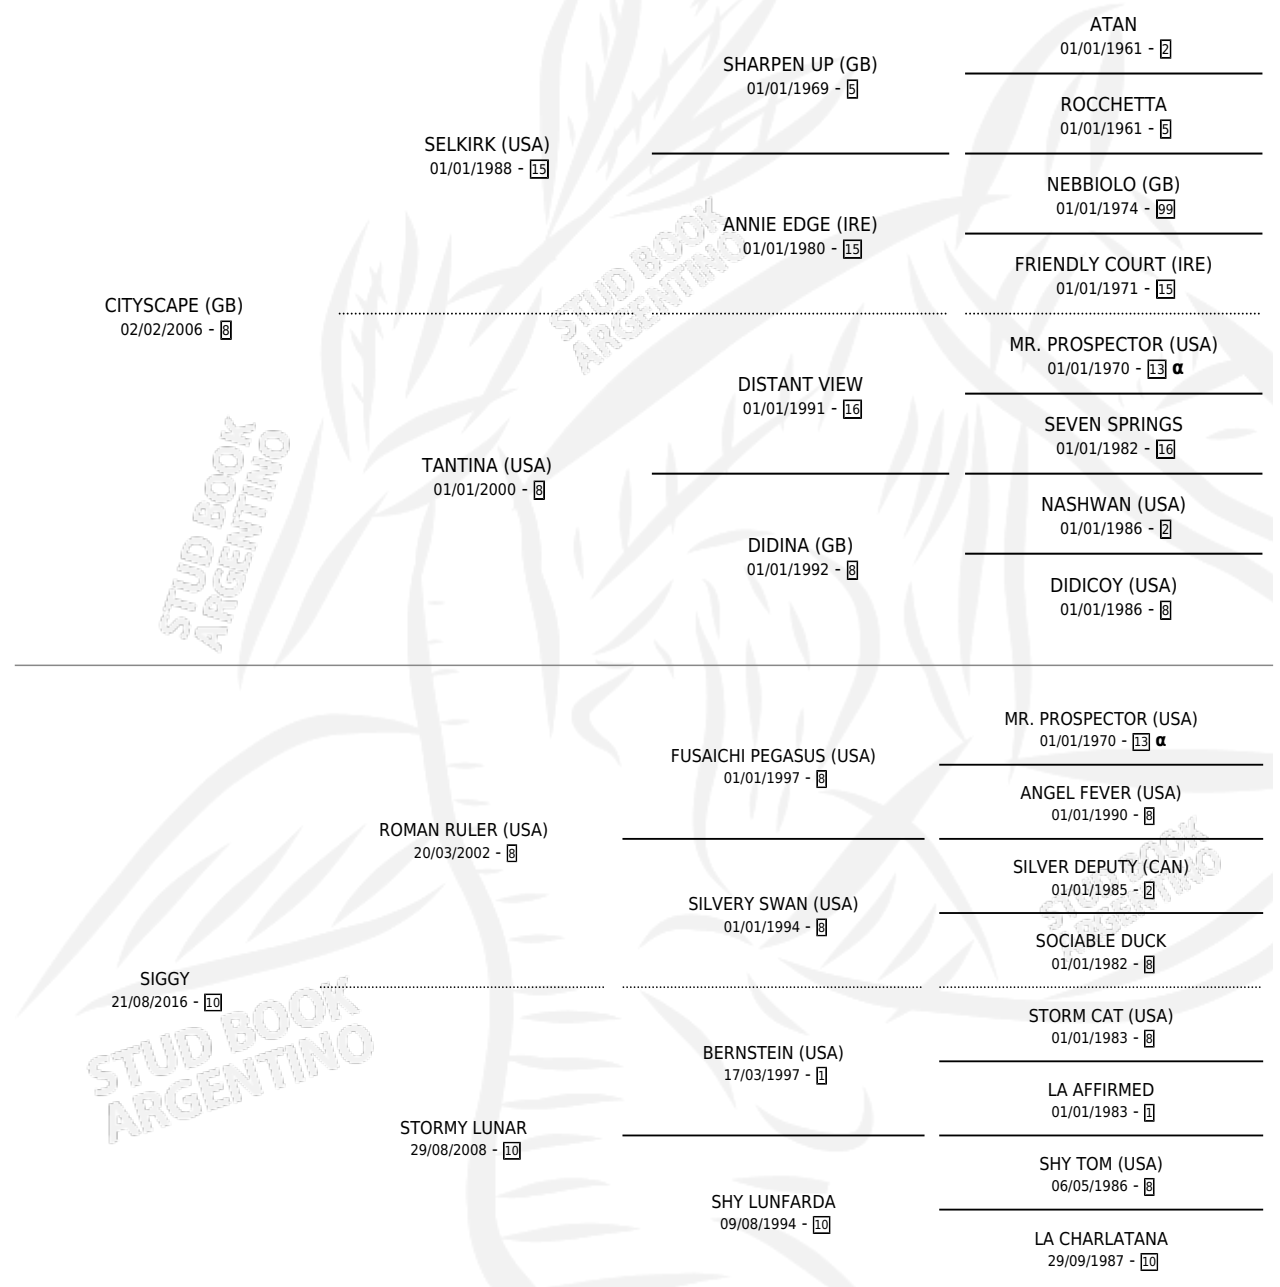 ATAN
01/01/1961 - 2
SHARPEN UP (GB)
01/01/1969 - 5
ROCCHETTA
01/01/1961 - 5
SELKIRK (USA)
01/01/1988 - 15
NEBBIOLO (GB)
01/01/1974 - 99
ANNIE EDGE (IRE)
01/01/1980 - 15
FRIENDLY COURT (IRE)
01/01/1971 - 15
STUD BOOK
ARGENTINO
CITYSCAPE (GB)
02/02/2006 - 8
MR. PROSPECTOR (USA)
01/01/1970 - 13 α
DISTANT VIEW
01/01/1991 - 16
SEVEN SPRINGS
01/01/1982 - 16
TANTINA (USA)
01/01/2000 - 8
NASHWAN (USA)
01/01/1986 - 2
DIDINA (GB)
01/01/1992 - 8
DIDICOY (USA)
01/01/1986 - 8
STUD BOOK
ARGENTINO
MR. PROSPECTOR (USA)
01/01/1970 - 13 α
FUSAICHI PEGASUS (USA)
01/01/1997 - 8
ANGEL FEVER (USA)
01/01/1990 - 8
ROMAN RULER (USA)
20/03/2002 - 8
SILVER DEPUTY (CAN)
01/01/1985 - 2
SILVERY SWAN (USA)
01/01/1994 - 8
SOCIABLE DUCK
01/01/1982 - 8
STUD BOOK
ARGENTINO
SIGGY
21/08/2016 - 10
STORM CAT (USA)
01/01/1983 - 8
BERNSTEIN (USA)
17/03/1997 - 1
LA AFFIRMED
01/01/1983 - 1
STUD BOOK
ARGENTINO
STORMY LUNAR
29/08/2008 - 10
SHY TOM (USA)
06/05/1986 - 8
SHY LUNFARDA
09/08/1994 - 10
LA CHARLATANA
29/09/1987 - 10